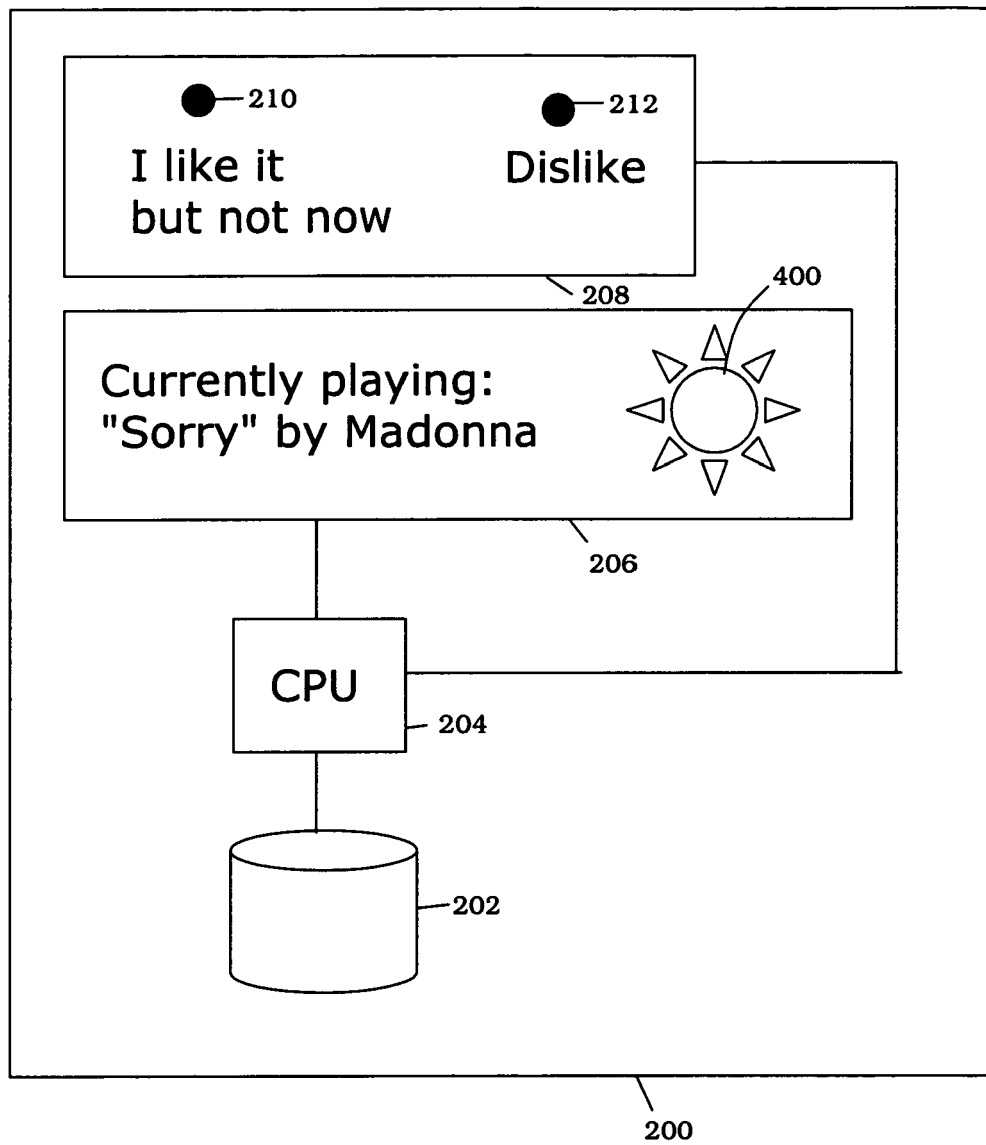 210
212
I like it
but not now
Dislike
208
400
Currently playing:
"Sorry" by Madonna
206
CPU
204
202
200